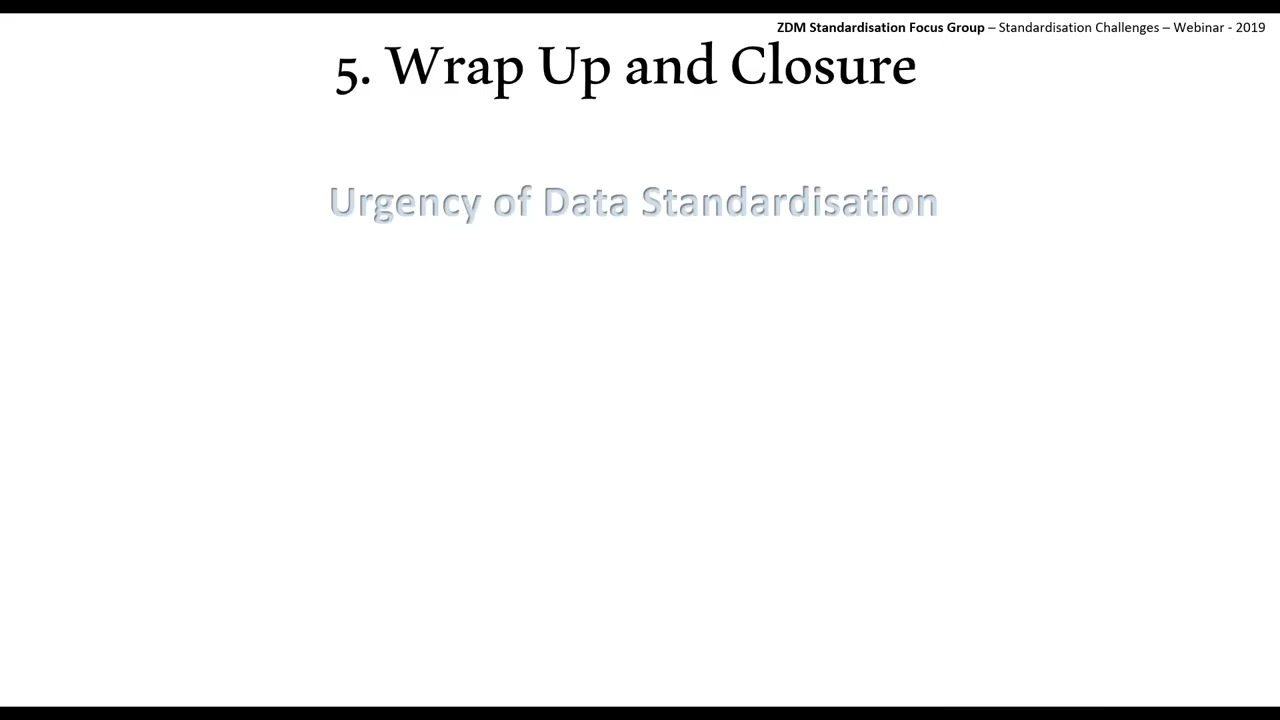 ZDM Standardisation Focus Group – Standardisation Challenges – Webinar - 2019
5. Wrap Up and Closure
Urgency of Data Standardisation